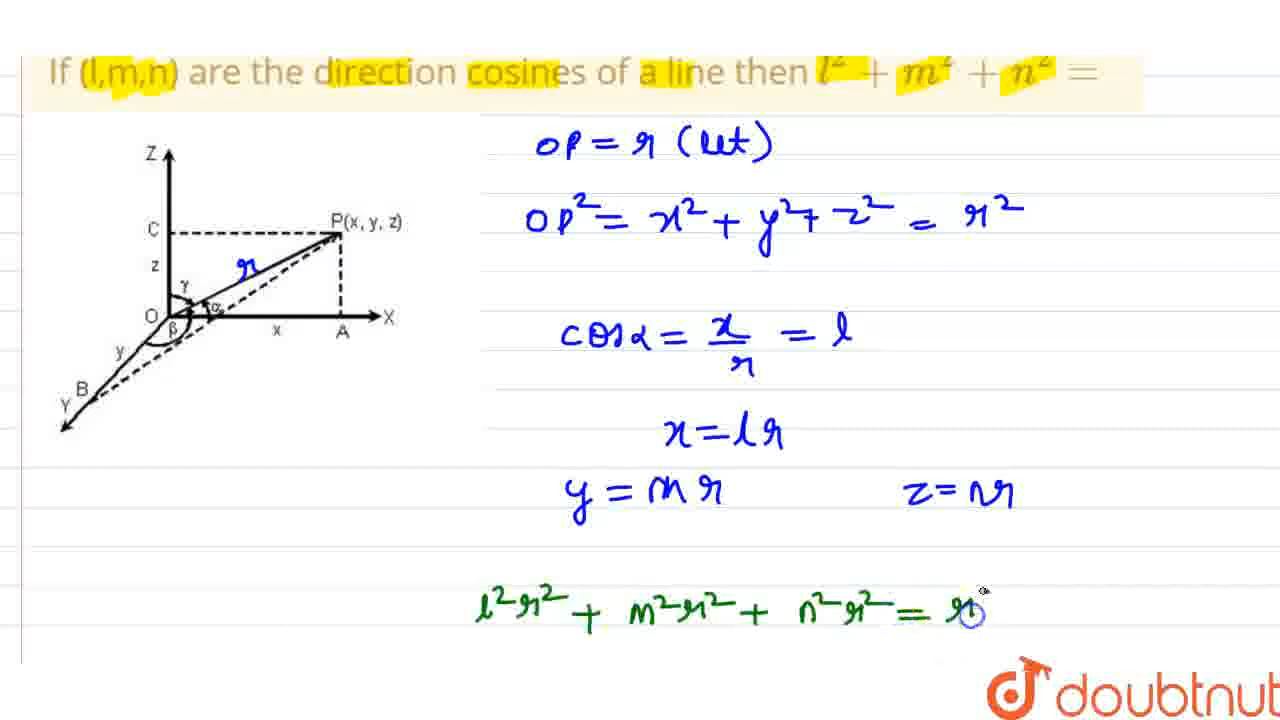 If (l,m,n) are the direction cosines of a line then l² + m² + n² =
OP = r (let)
OP² = x² + y² + z² = r²
Z
C
P(x, y, z)
z
r
γ
α
cosα = x/r = l
O
β
x
A
X
y
B
Y
x = lr
y = mr z = nr
l²r² + m²r² + n²r² = r
doubtnut